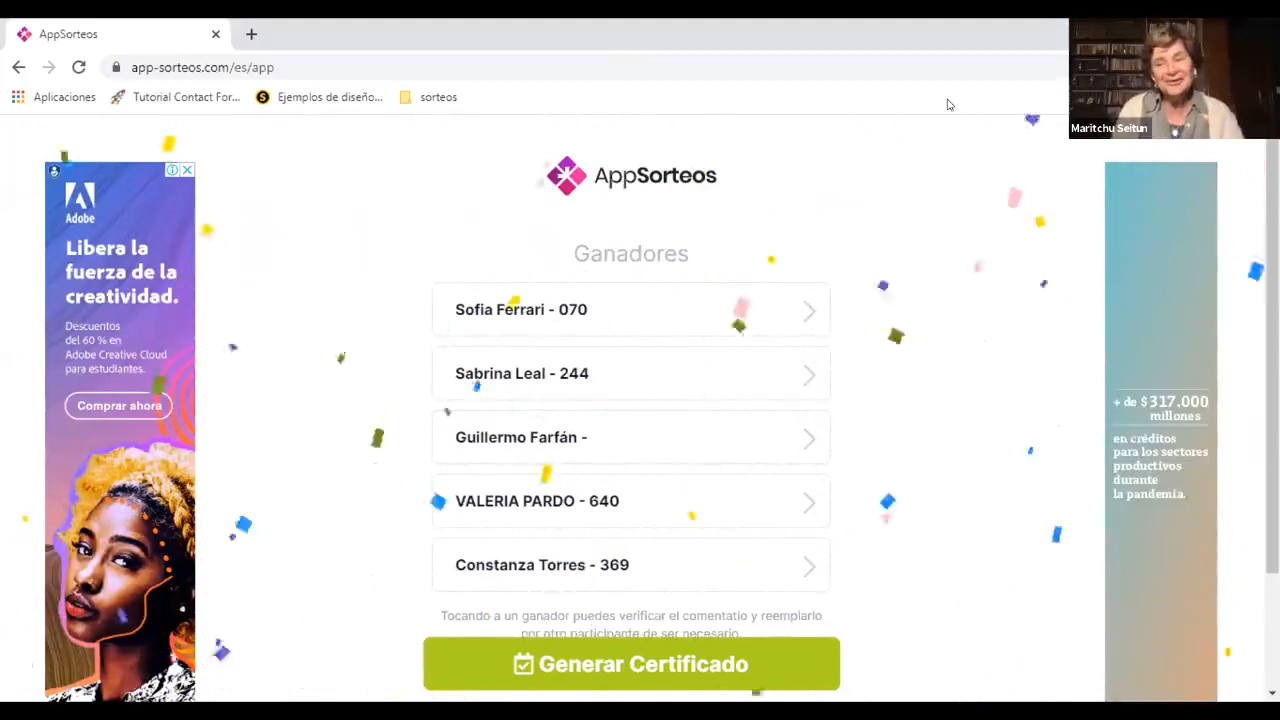 AppSorteos
app-sorteos.com/es/app
Aplicaciones
Tutorial Contact For...
Ejemplos de diseño...
sorteos
Maritchu Seitun
Adobe
Libera la
fuerza de la
creatividad.
Descuentos
del 60 % en
Adobe Creative Cloud
para estudiantes.
Comprar ahora
AppSorteos
Ganadores
Sofia Ferrari - 070
Sabrina Leal - 244
Guillermo Farfán -
VALERIA PARDO - 640
Constanza Torres - 369
Tocando a un ganador puedes verificar el comentatio y reemplarlo
por otro participante de ser necesario.
Generar Certificado
+ de $ 317.000
millones
en créditos
para los sectores
productivos
durante
la pandemia.